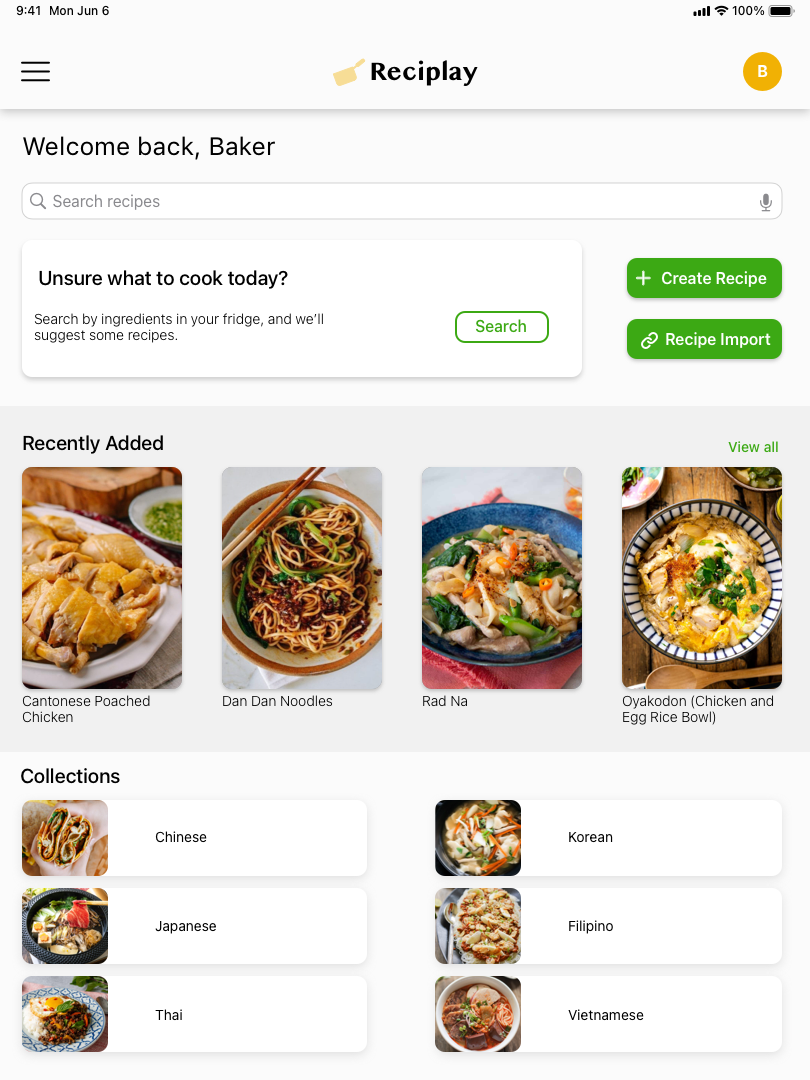 9:41 Mon Jun 6
100%
Reciplay
B
Welcome back, Baker
Search recipes
Unsure what to cook today?
Search by ingredients in your fridge, and we’ll
suggest some recipes.
Search
Create Recipe
Recipe Import
Recently Added
View all
Cantonese Poached
Chicken
Dan Dan Noodles
Rad Na
Oyakodon (Chicken and
Egg Rice Bowl)
Collections
Chinese
Korean
Japanese
Filipino
Thai
Vietnamese